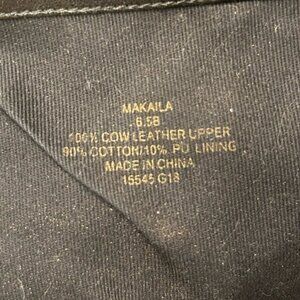 MAKAILA
6.5B
100% COW LEATHER UPPER
90% COTTON/10% PU LINING
MADE IN CHINA
15545 G18